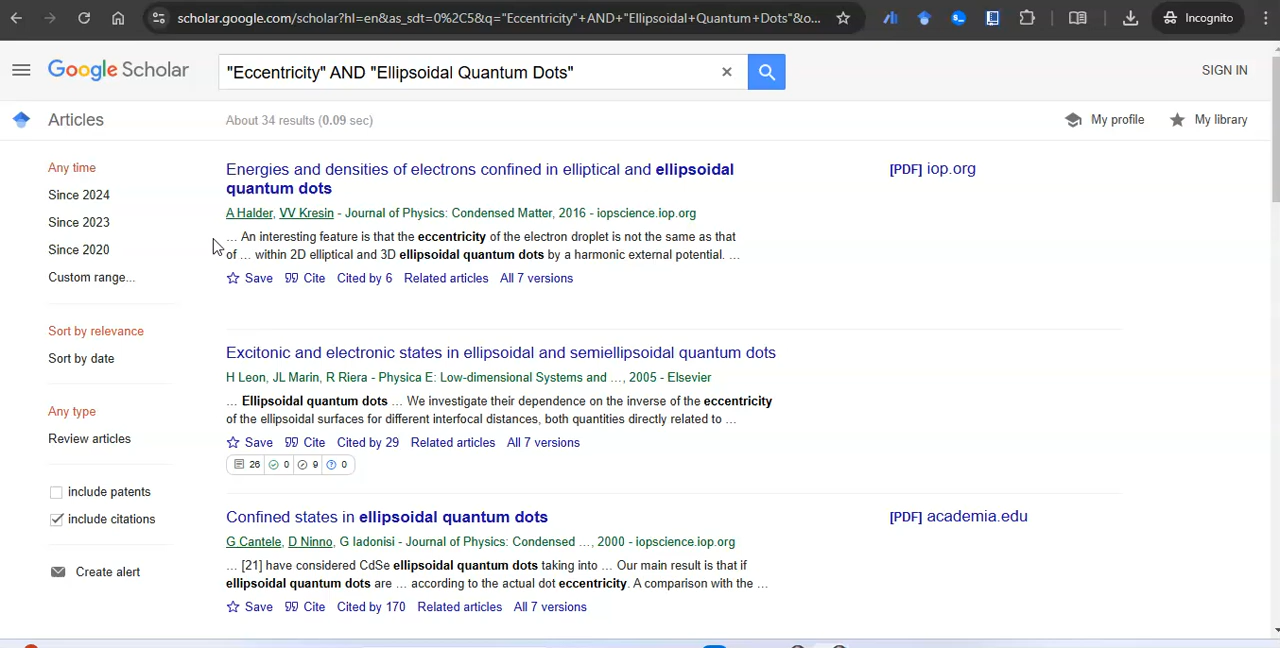 scholar.google.com/scholar?hl=en&as_sdt=0%2C5&q="Eccentricity"+AND+"Ellipsoidal+Quantum+Dots"&o...
Incognito
Google Scholar
"Eccentricity" AND "Ellipsoidal Quantum Dots"
SIGN IN
Articles
About 34 results (0.09 sec)
My profile
My library
Any time
Since 2024
Since 2023
Since 2020
Custom range...
Sort by relevance
Sort by date
Any type
Review articles
include patents
include citations
Create alert
Energies and densities of electrons confined in elliptical and ellipsoidal
quantum dots
[PDF] iop.org
A Halder, VV Kresin - Journal of Physics: Condensed Matter, 2016 - iopscience.iop.org
... An interesting feature is that the eccentricity of the electron droplet is not the same as that
of ... within 2D elliptical and 3D ellipsoidal quantum dots by a harmonic external potential. ...
Save Cite Cited by 6 Related articles All 7 versions
Excitonic and electronic states in ellipsoidal and semiellipsoidal quantum dots
H Leon, JL Marin, R Riera - Physica E: Low-dimensional Systems and ..., 2005 - Elsevier
... Ellipsoidal quantum dots ... We investigate their dependence on the inverse of the eccentricity
of the ellipsoidal surfaces for different interfocal distances, both quantities directly related to ...
Save Cite Cited by 29 Related articles All 7 versions
26 0 9 0
Confined states in ellipsoidal quantum dots
[PDF] academia.edu
G Cantele, D Ninno, G Iadonisi - Journal of Physics: Condensed ..., 2000 - iopscience.iop.org
... [21] have considered CdSe ellipsoidal quantum dots taking into ... Our main result is that if
ellipsoidal quantum dots are ... according to the actual dot eccentricity. A comparison with the ...
Save Cite Cited by 170 Related articles All 7 versions